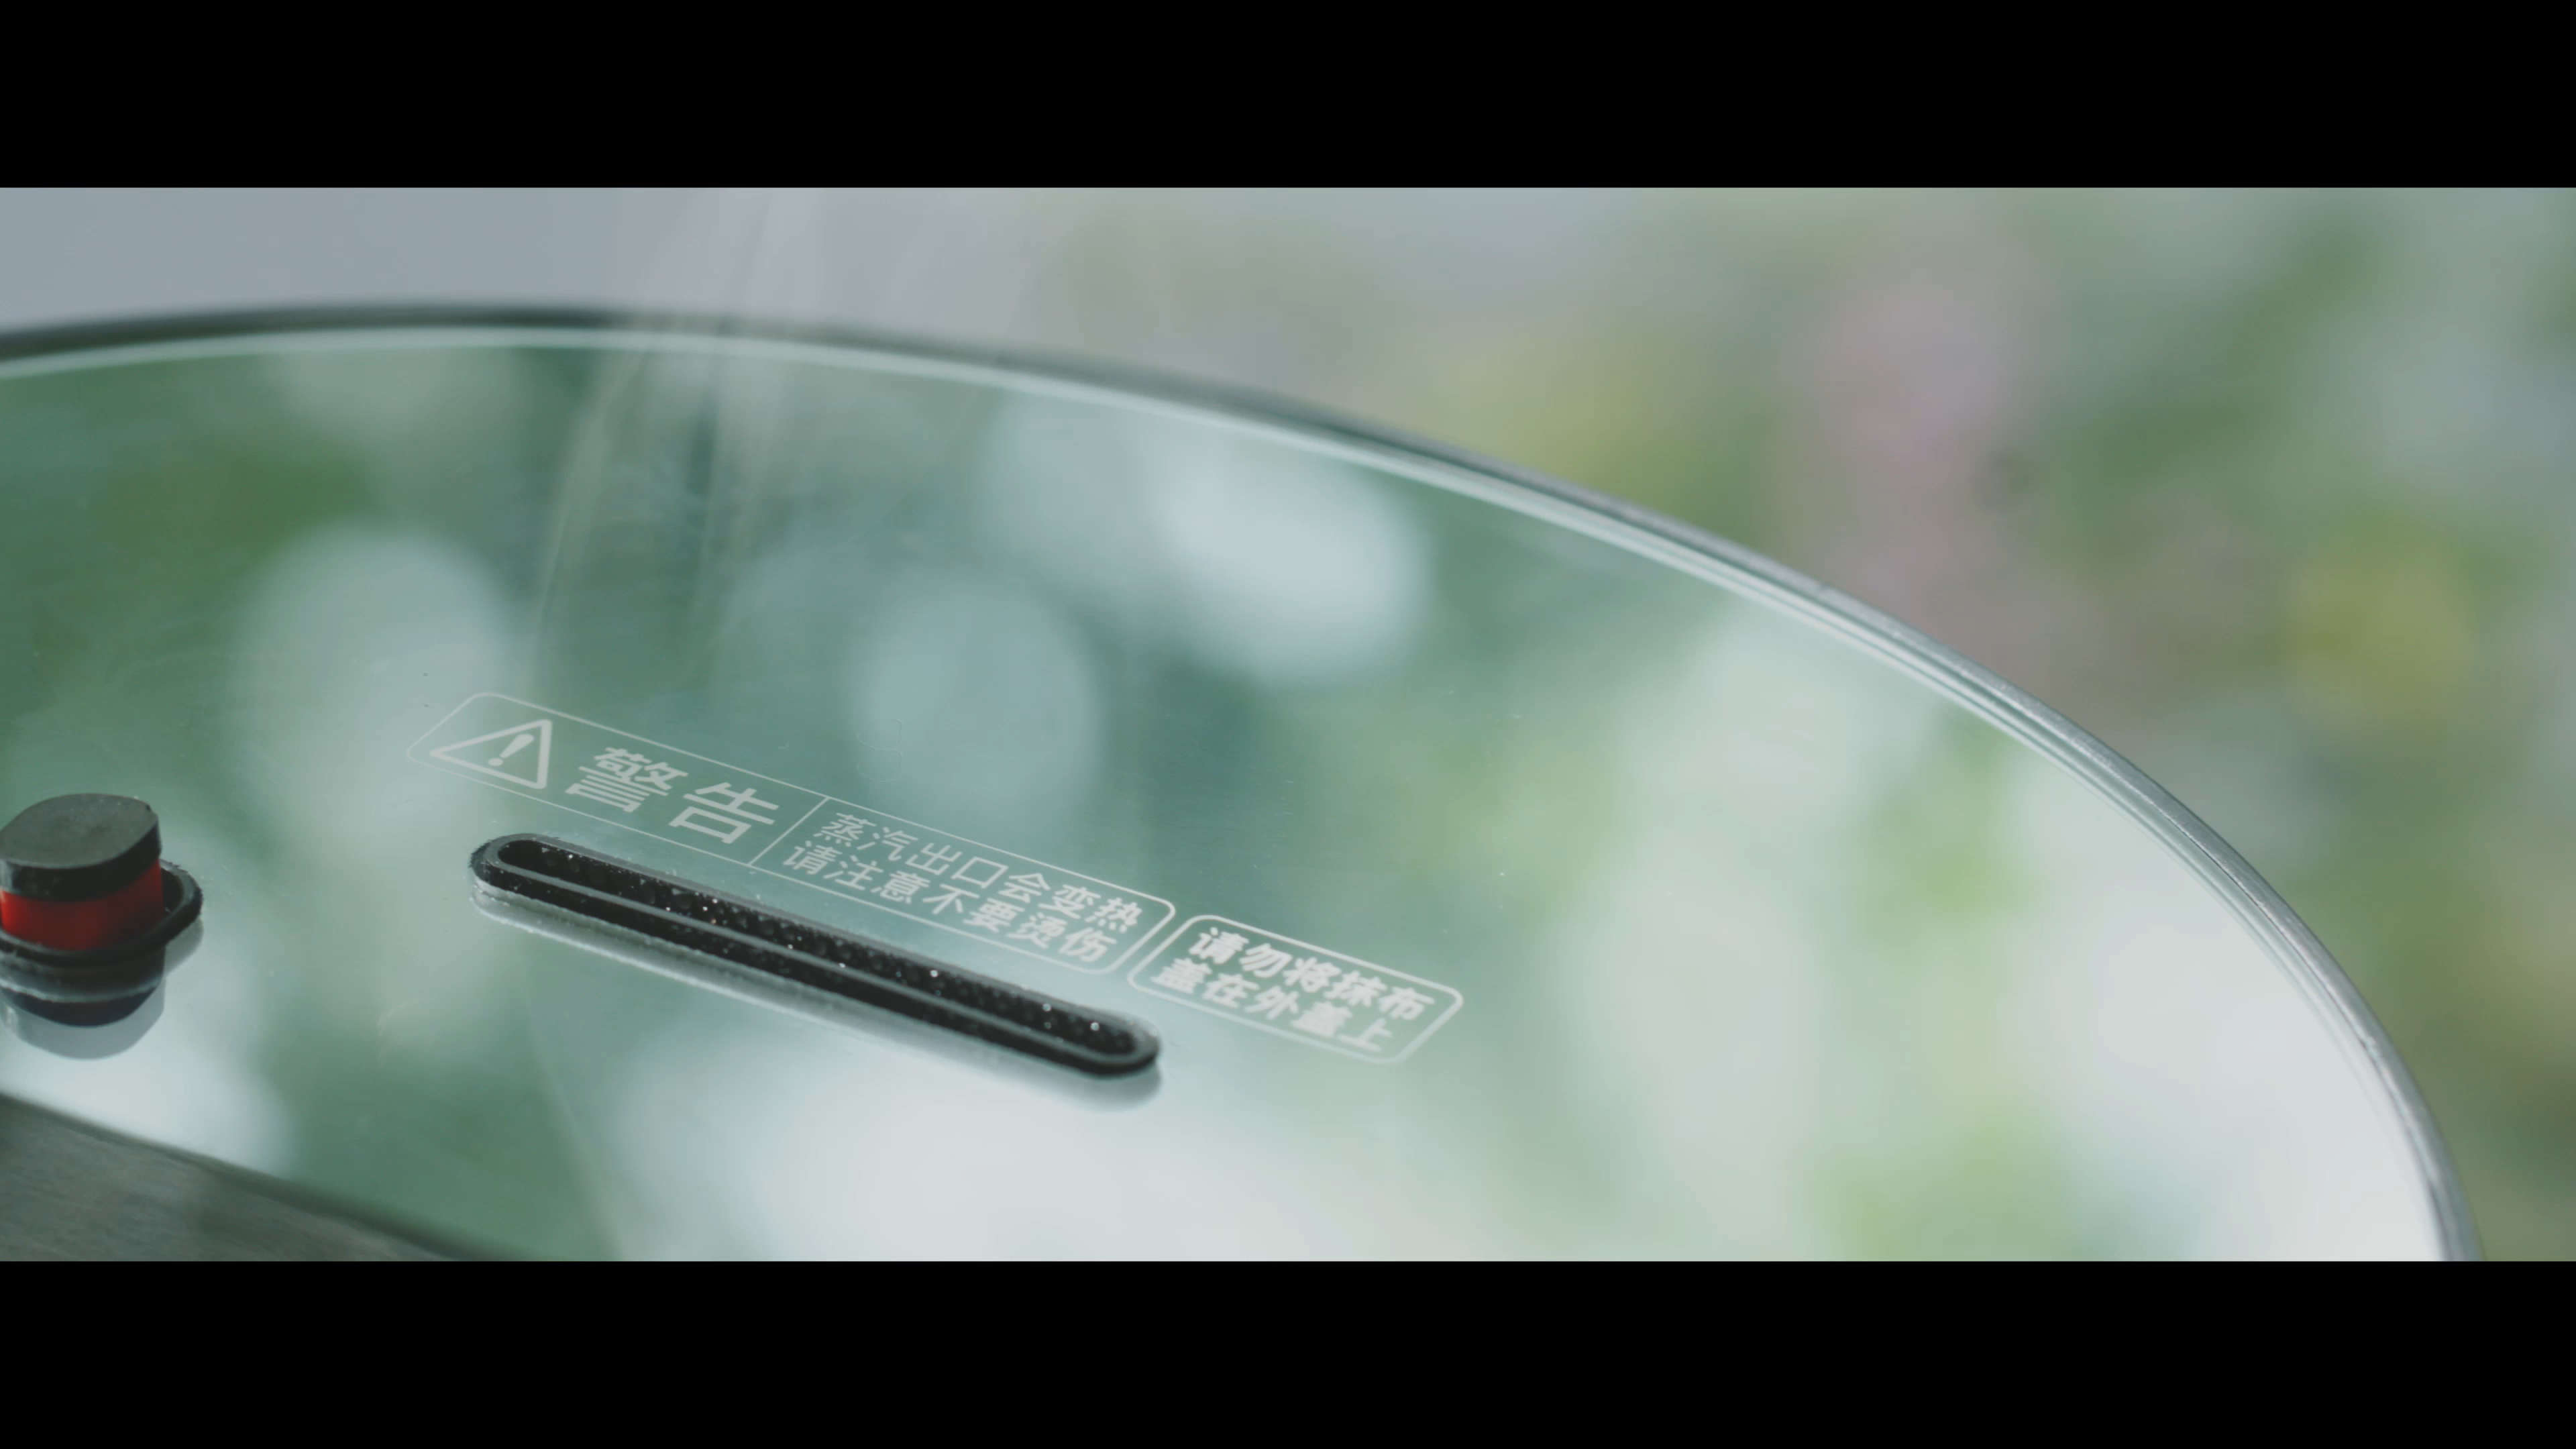 警告
蒸汽出口会变热
请注意不要烫伤
请勿将抹布
盖在外盖上